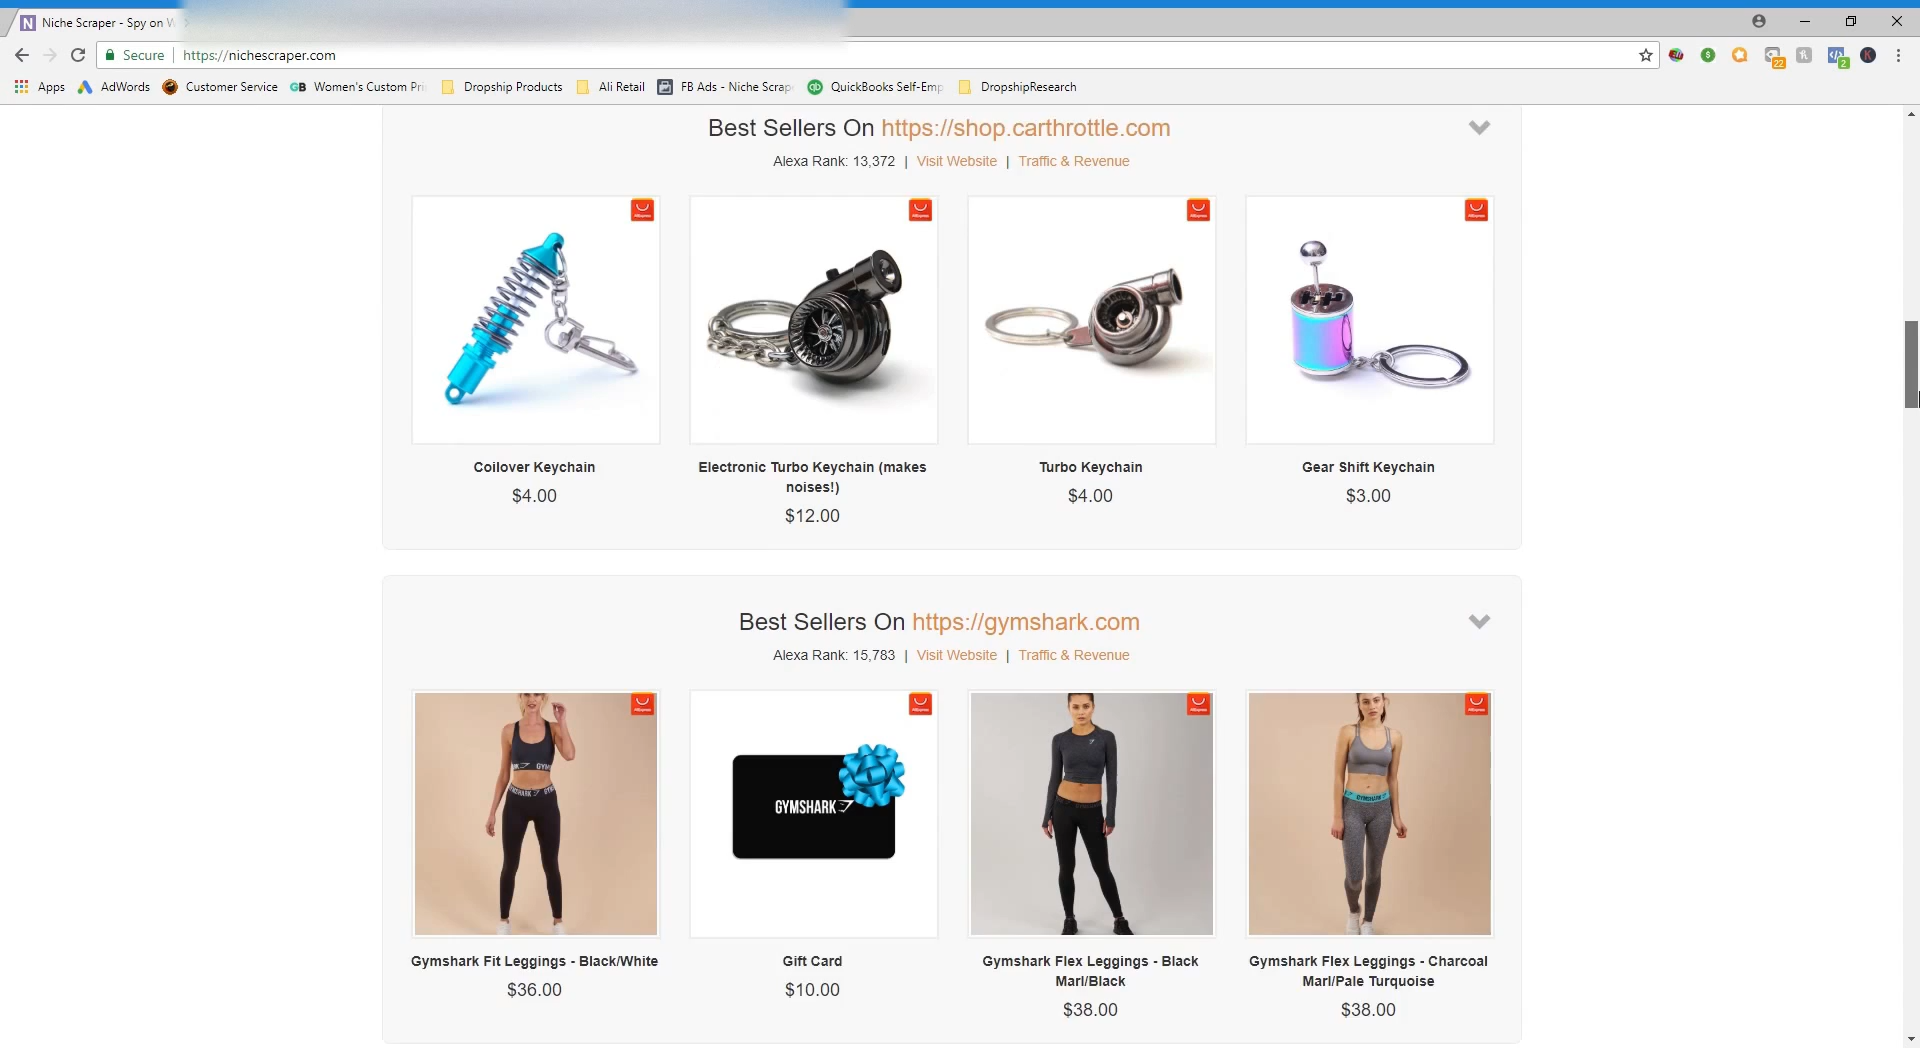 Niche Scraper - Spy on W
Secure
https://nichescraper.com
22
2
K
Apps
AdWords
Customer Service
GB
Women's Custom Pri
Dropship Products
Ali Retail
FB Ads - Niche Scrap
QuickBooks Self-Emp
DropshipResearch
Best Sellers On https://shop.carthrottle.com
Alexa Rank: 13,372 | Visit Website | Traffic & Revenue
Coilover Keychain
$4.00
Electronic Turbo Keychain (makes
noises!)
$12.00
Turbo Keychain
$4.00
Gear Shift Keychain
$3.00
Best Sellers On https://gymshark.com
Alexa Rank: 15,783 | Visit Website | Traffic & Revenue
GYMSHARK
GYMSHARK
GYMSHARK
Gymshark Fit Leggings - Black/White
$36.00
Gift Card
$10.00
Gymshark Flex Leggings - Black
Marl/Black
$38.00
Gymshark Flex Leggings - Charcoal
Marl/Pale Turquoise
$38.00